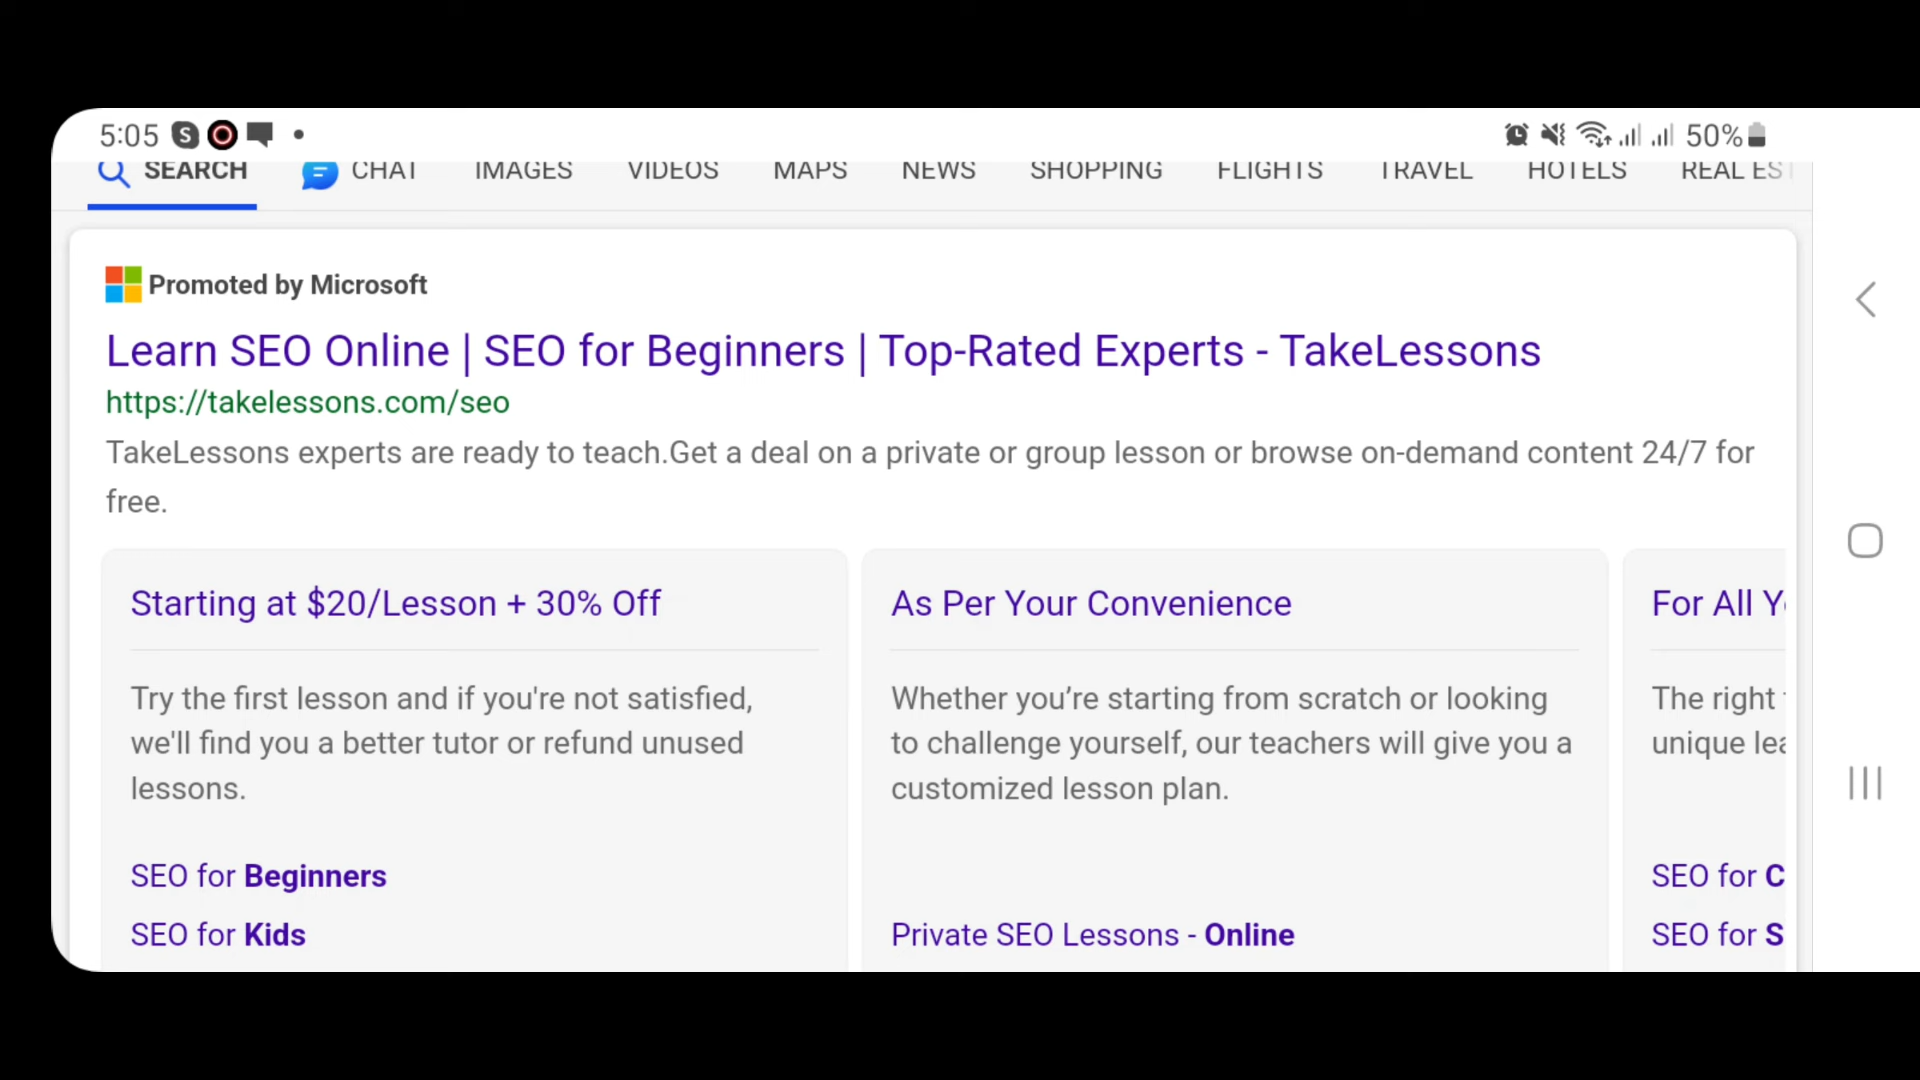 5:05
50%
SEARCH CHAT IMAGES VIDEOS MAPS NEWS SHOPPING FLIGHTS TRAVEL HOTELS REAL EST
Promoted by Microsoft
Learn SEO Online | SEO for Beginners | Top-Rated Experts - TakeLessons
https://takelessons.com/seo
TakeLessons experts are ready to teach.Get a deal on a private or group lesson or browse on-demand content 24/7 for
free.
Starting at $20/Lesson + 30% Off
Try the first lesson and if you're not satisfied,
we'll find you a better tutor or refund unused
lessons.
SEO for Beginners
SEO for Kids
As Per Your Convenience
Whether you’re starting from scratch or looking
to challenge yourself, our teachers will give you a
customized lesson plan.
Private SEO Lessons - Online
For All Y
The right
unique lea
SEO for C
SEO for S